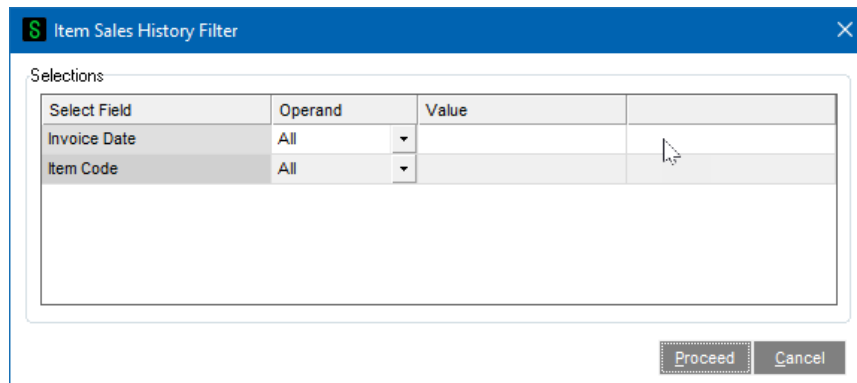 S Item Sales History Filter
Selections
Select Field Operand Value
Invoice Date All
Item Code All
Proceed Cancel